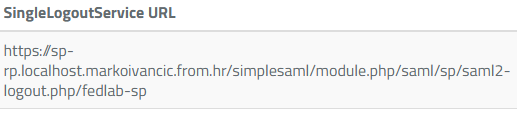 SingleLogoutService URL
https://sp-
rp.localhost.markoivancic.from.hr/simplesaml/module.php/saml/sp/saml2-
logout.php/fedlab-sp